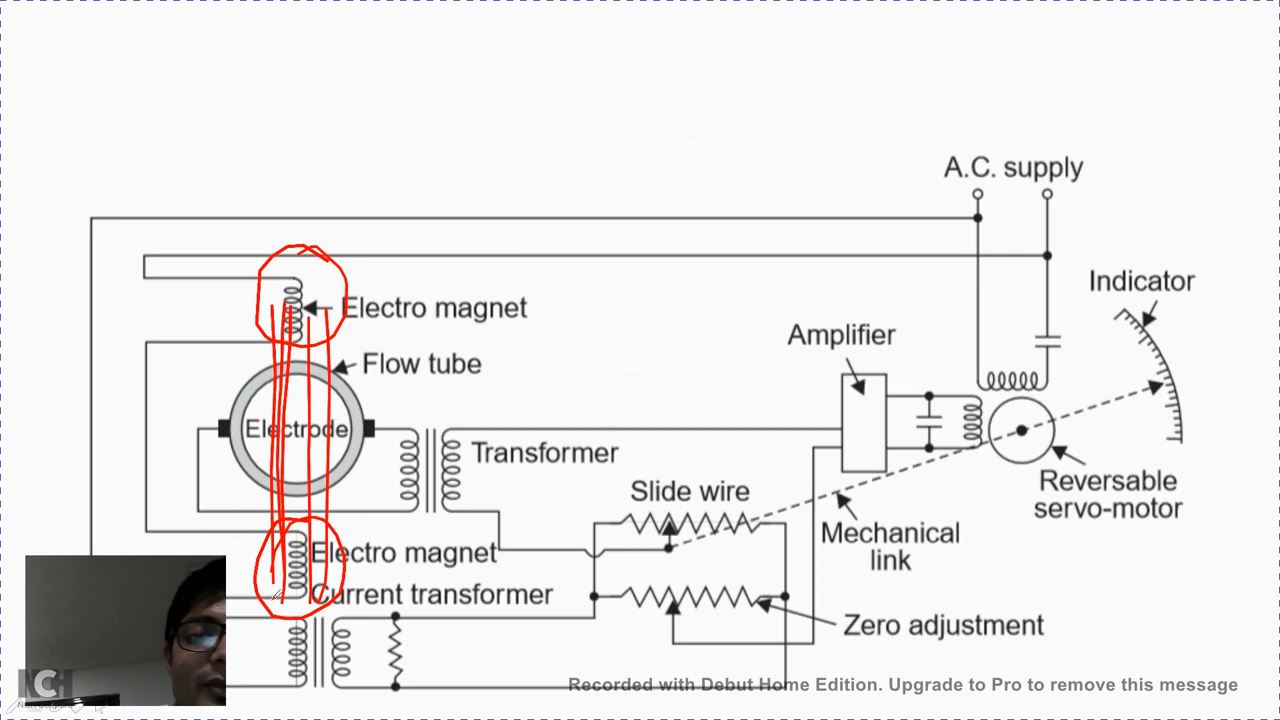 A.C. supply
Indicator
Electro magnet
Amplifier
Flow tube
Electrode
Transformer
Slide wire
Reversable
servo-motor
Mechanical
link
Electro magnet
Current transformer
Zero adjustment
Recorded with Debut Home Edition. Upgrade to Pro to remove this message
NCH